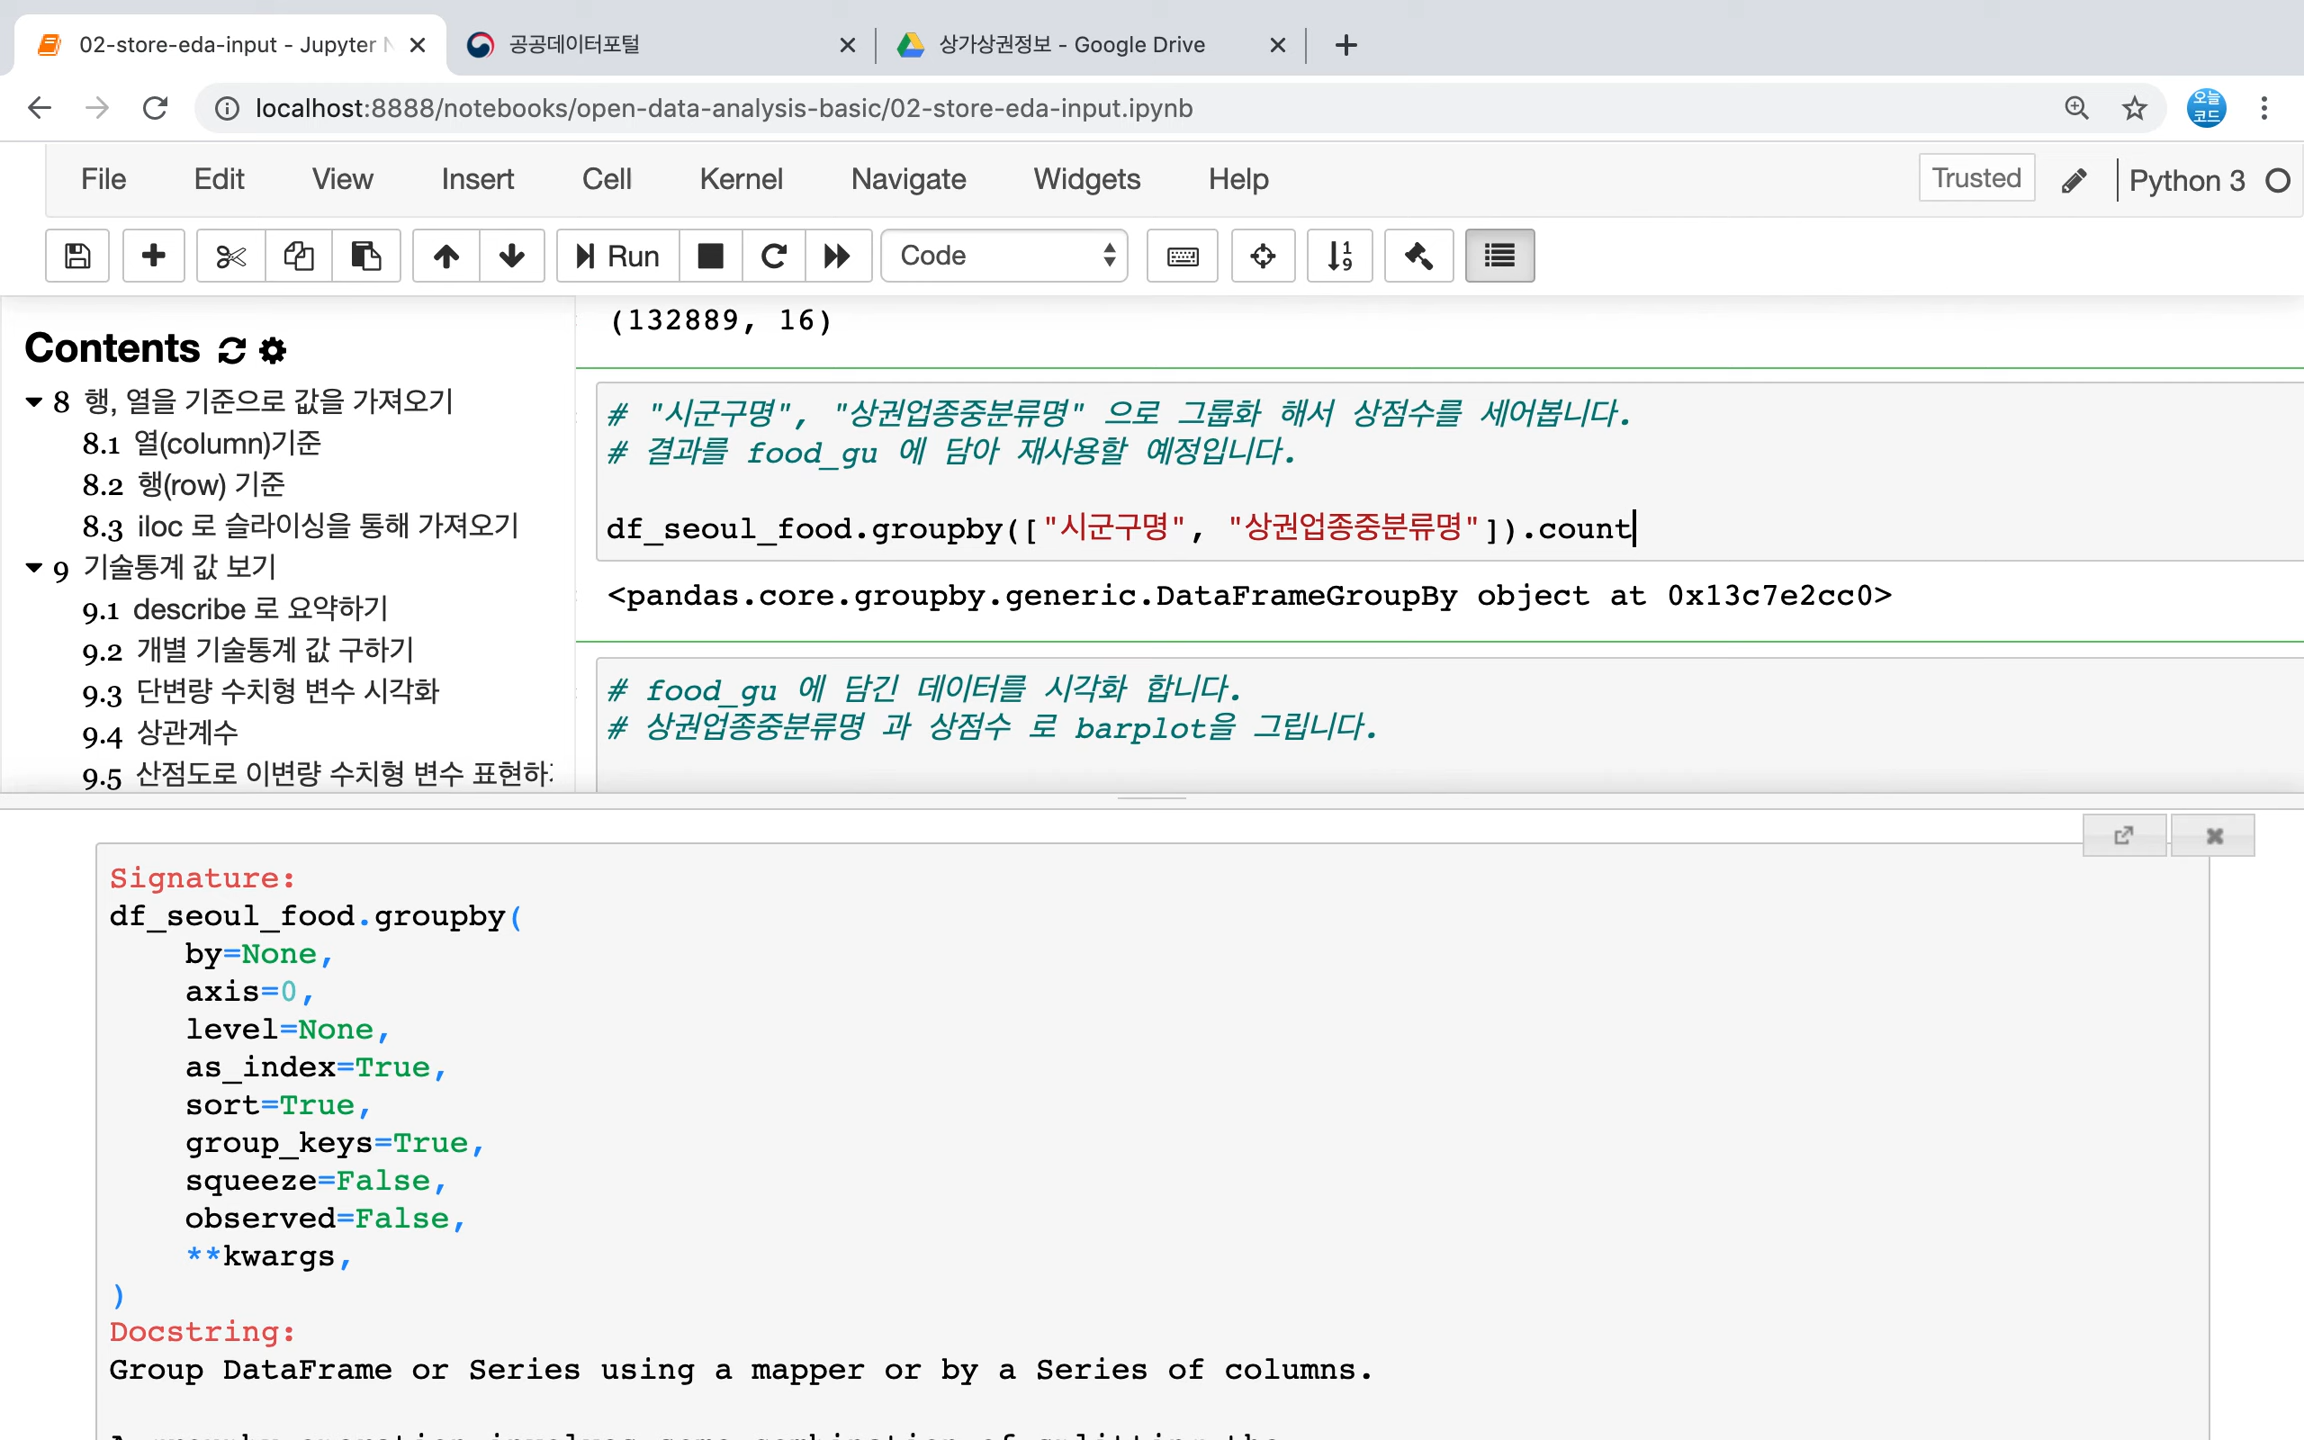 02-store-eda-input - Jupyter N
공공데이터포털
상가상권정보 - Google Drive
localhost:8888/notebooks/open-data-analysis-basic/02-store-eda-input.ipynb
오늘
코드
File Edit View Insert Cell Kernel Navigate Widgets Help
Trusted
Python 3
Run
Code
Contents
8 행, 열을 기준으로 값을 가져오기
8.1 열(column)기준
8.2 행(row) 기준
8.3 iloc 로 슬라이싱을 통해 가져오기
9 기술통계 값 보기
9.1 describe 로 요약하기
9.2 개별 기술통계 값 구하기
9.3 단변량 수치형 변수 시각화
9.4 상관계수
9.5 산점도로 이변량 수치형 변수 표현하
(132889, 16)
# "시군구명", "상권업종중분류명" 으로 그룹화 해서 상점수를 세어봅니다.
# 결과를 food_gu 에 담아 재사용할 예정입니다.
df_seoul_food.groupby(["시군구명", "상권업종중분류명"]).count
<pandas.core.groupby.generic.DataFrameGroupBy object at 0x13c7e2cc0>
# food_gu 에 담긴 데이터를 시각화 합니다.
# 상권업종중분류명 과 상점수 로 barplot을 그립니다.
Signature:
df_seoul_food.groupby(
by=None,
axis=0,
level=None,
as_index=True,
sort=True,
group_keys=True,
squeeze=False,
observed=False,
**kwargs,
)
Docstring:
Group DataFrame or Series using a mapper or by a Series of columns.